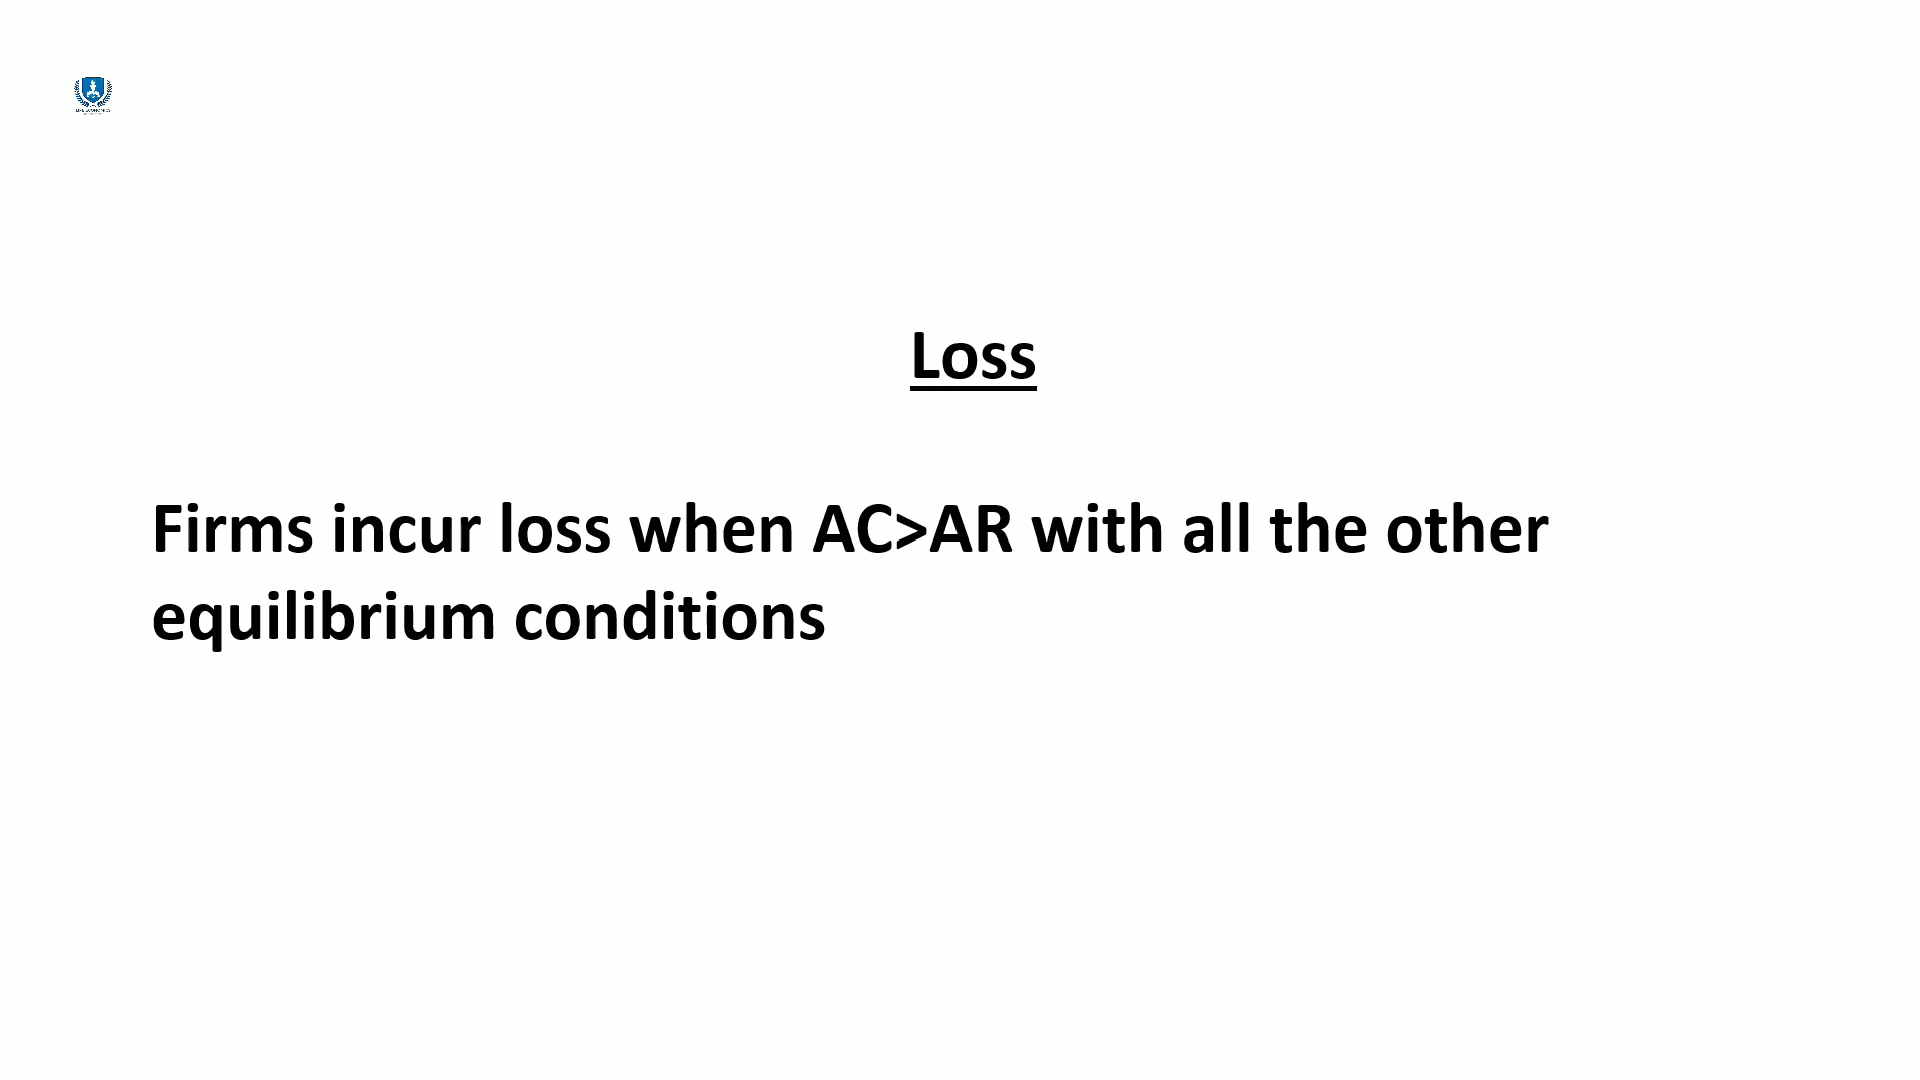 Loss
Firms incur loss when AC>AR with all the other
equilibrium conditions